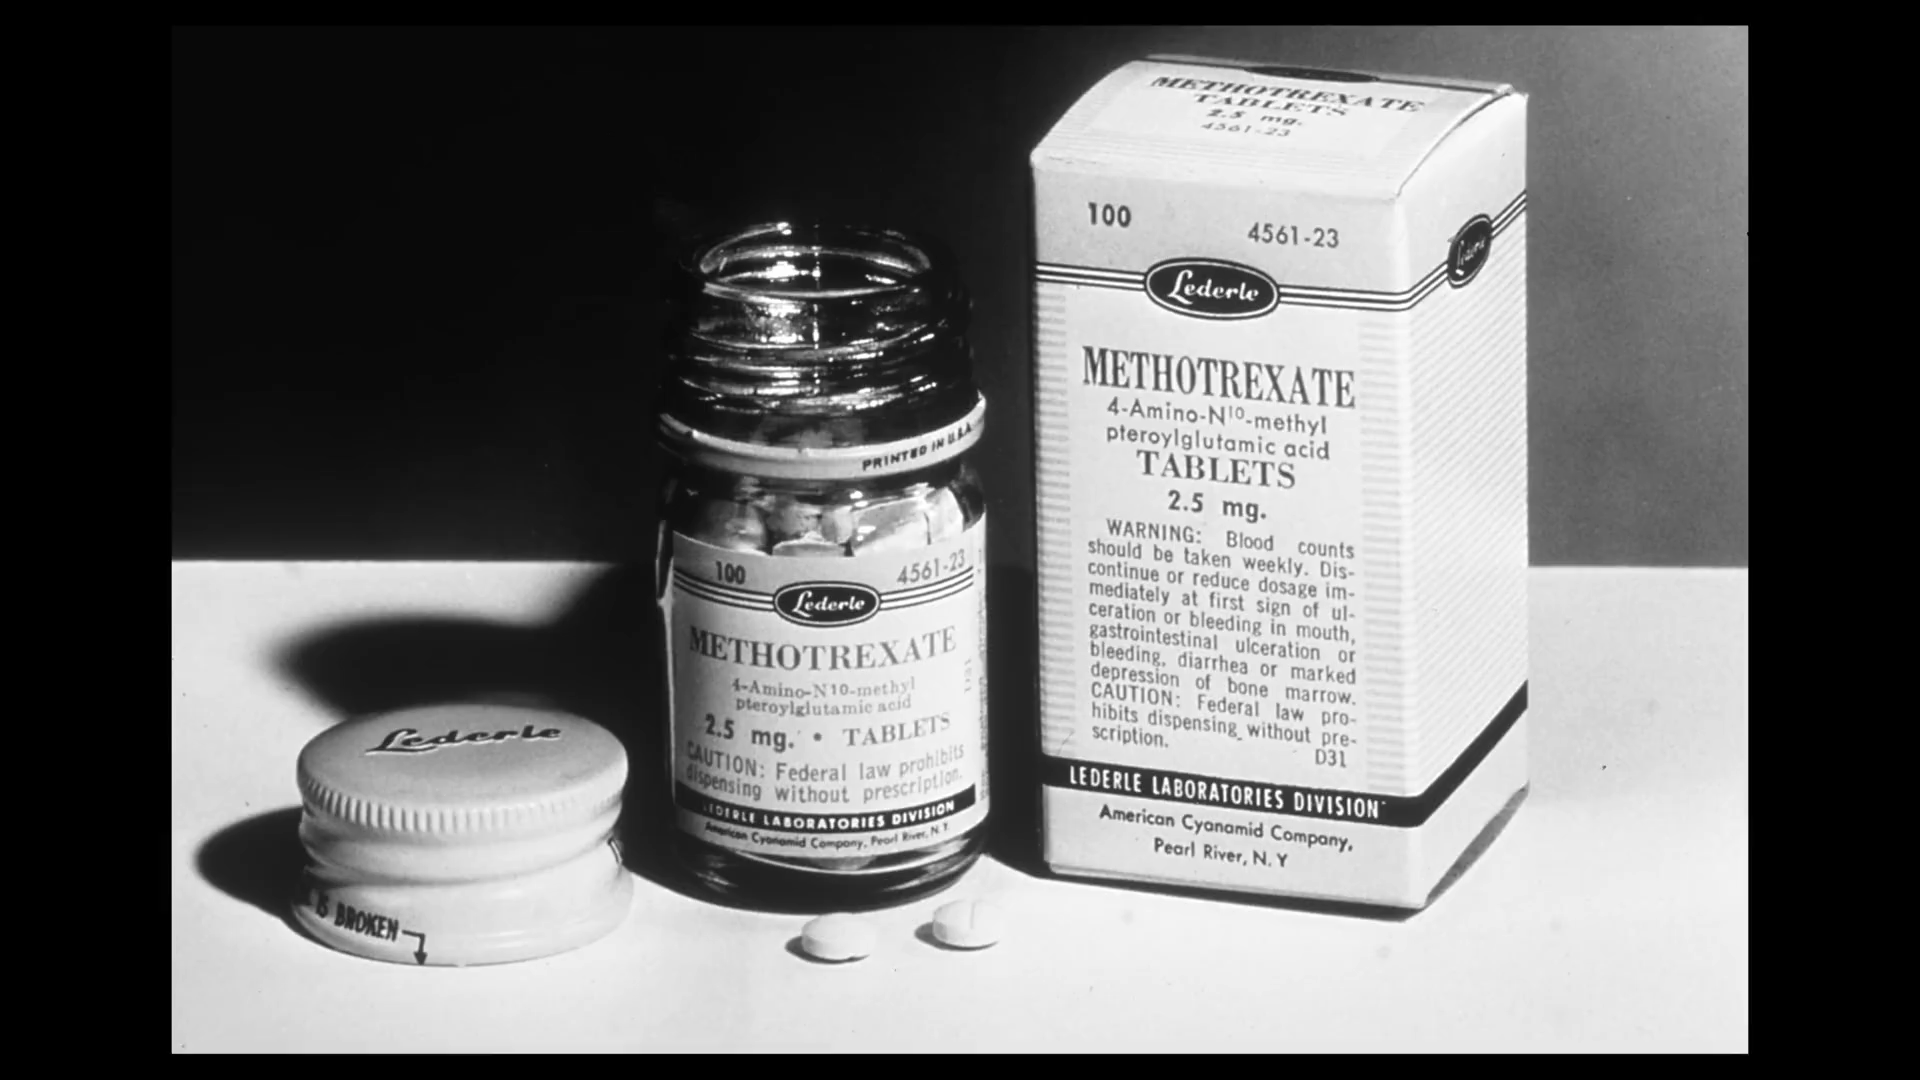 METHOTREXATE
TABLETS
2.5 mg.
4561-23
100 4561-23
Lederle
Lederle
METHOTREXATE
4-Amino-N10-methyl
pteroylglutamic acid
TABLETS
2.5 mg.
WARNING: Blood counts
should be taken weekly. Dis-
continue or reduce dosage im-
mediately at first sign of ul-
ceration or bleeding in mouth,
gastrointestinal ulceration or
bleeding, diarrhea or marked
depression of bone marrow.
CAUTION: Federal law pro-
hibits dispensing without pre-
scription.
D31
LEDERLE LABORATORIES DIVISION
American Cyanamid Company,
Pearl River, N. Y
PRINTED IN U.S.A.
100 4561-23
Lederle
METHOTREXATE
4-Amino-N10-methyl
pteroylglutamic acid
2.5 mg. • TABLETS
CAUTION: Federal law prohibits
dispensing without prescription.
LEDERLE LABORATORIES DIVISION
American Cyanamid Company, Pearl River, N. Y.
Lederle
IS BROKEN